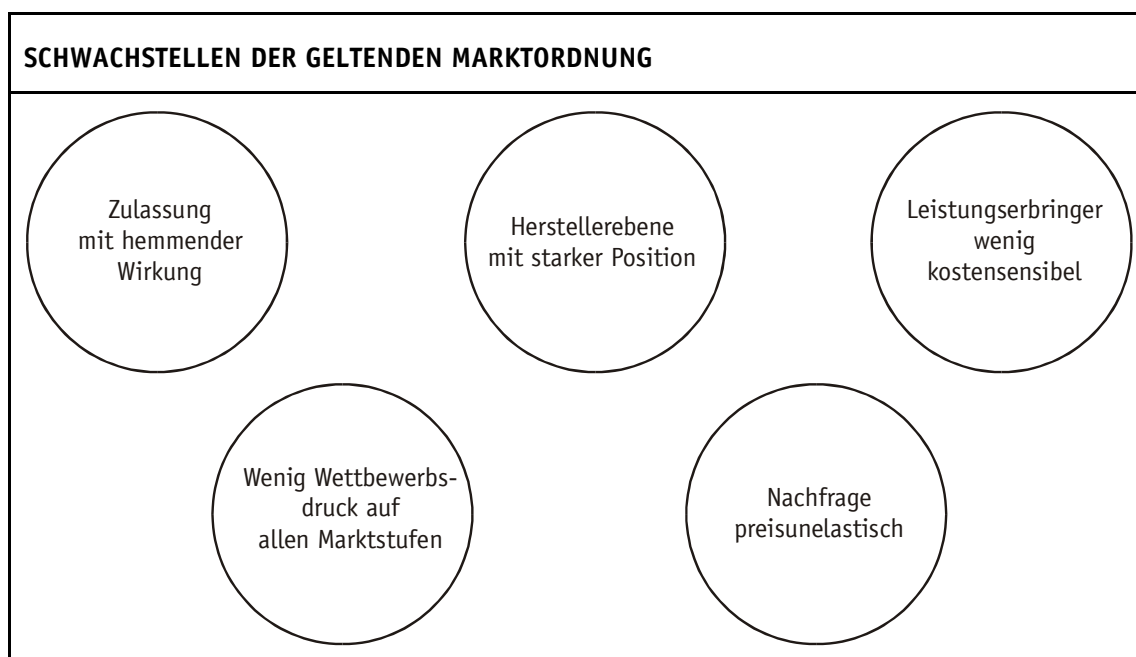 SCHWACHSTELLEN DER GELTENDEN MARKTORDNUNG
Zulassung
mit hemmender
Wirkung
Herstellerebene
mit starker Position
Leistungserbringer
wenig
kostensensibel
Wenig Wettbewerbs-
druck auf
allen Marktstufen
Nachfrage
preisunelastisch